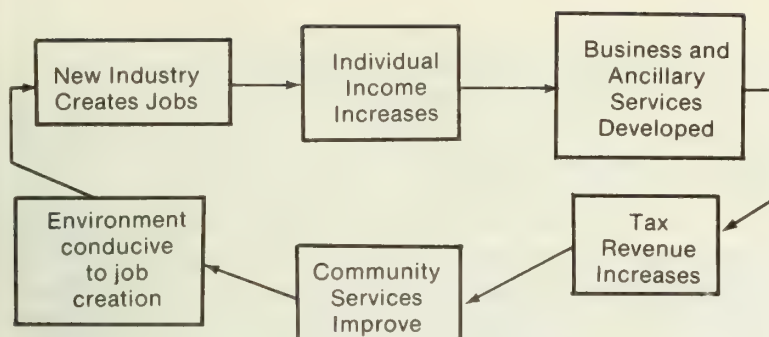 New Industry
Creates Jobs
Individual
Income
Increases
Business and
Ancillary
Services
Developed
Tax
Revenue
Increases
Community
Services
Improve
Environment
conducive
to job
creation